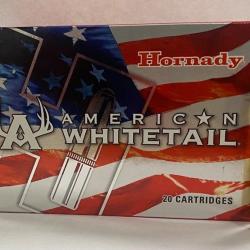 Hornady
AMERICAN
WHITETAIL
20 CARTRIDGES